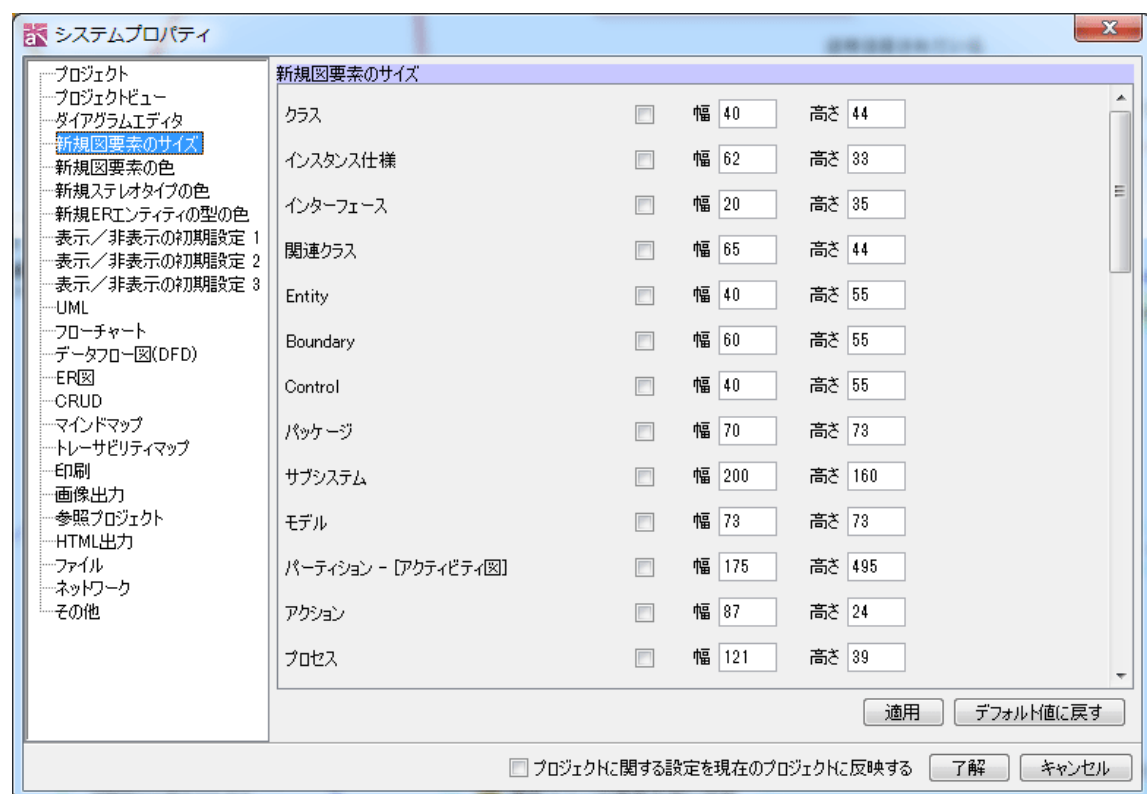 システムプロパティ
プロジェクト
プロジェクトビュー
ダイアグラムエディタ
新規図要素のサイズ
新規図要素の色
新規ステレオタイプの色
新規ERエンティティの型の色
表示／非表示の初期設定 1
表示／非表示の初期設定 2
表示／非表示の初期設定 3
UML
フローチャート
データフロー図(DFD)
ER図
CRUD
マインドマップ
トレーサビリティマップ
印刷
画像出力
参照プロジェクト
HTML出力
ファイル
ネットワーク
その他
新規図要素のサイズ
クラス 幅 40 高さ 44
インスタンス仕様 幅 62 高さ 33
インターフェース 幅 20 高さ 35
関連クラス 幅 65 高さ 44
Entity 幅 40 高さ 55
Boundary 幅 60 高さ 55
Control 幅 40 高さ 55
パッケージ 幅 70 高さ 73
サブシステム 幅 200 高さ 160
モデル 幅 73 高さ 73
パーティション - [アクティビティ図] 幅 175 高さ 495
アクション 幅 87 高さ 24
プロセス 幅 121 高さ 39
適用 デフォルト値に戻す
プロジェクトに関する設定を現在のプロジェクトに反映する 了解 キャンセル